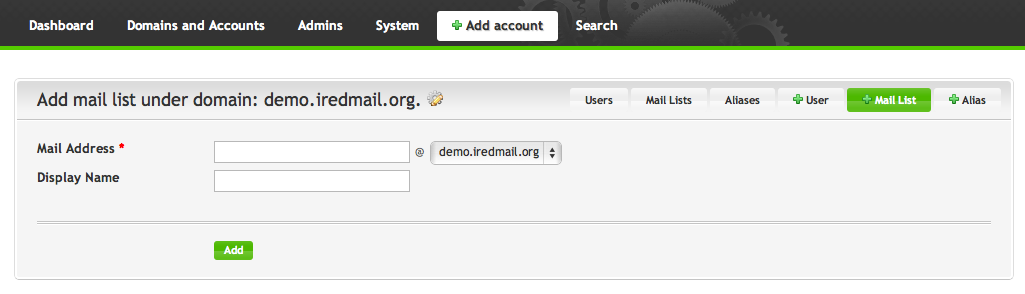 Dashboard Domains and Accounts Admins System Add account Search
Add mail list under domain: demo.iredmail.org. Users Mail Lists Aliases User Mail List Alias
Mail Address * @ demo.iredmail.org
Display Name
Add